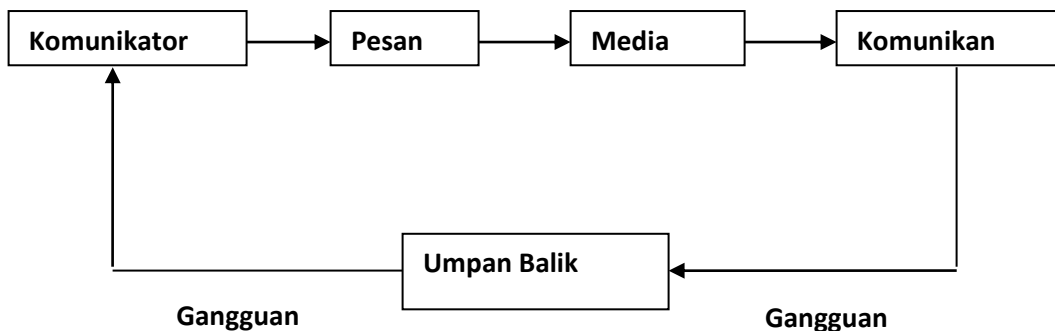 Komunikator
Pesan
Media
Komunikan
Umpan Balik
Gangguan
Gangguan